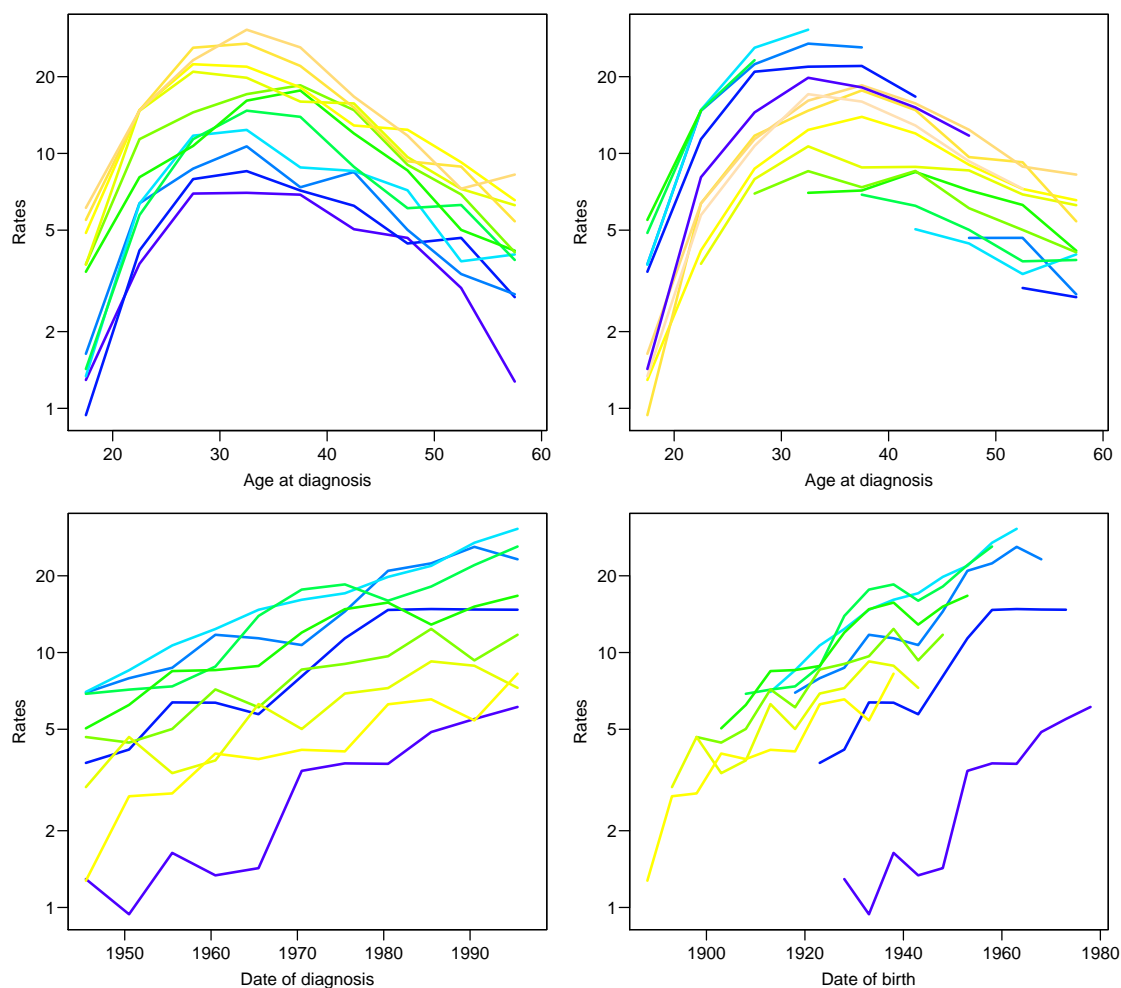 Rates
20
10
5
2
1
20 30 40 50 60
Age at diagnosis
Rates
20
10
5
2
1
20 30 40 50 60
Age at diagnosis
Rates
20
10
5
2
1
1950 1960 1970 1980 1990
Date of diagnosis
Rates
20
10
5
2
1
1900 1920 1940 1960 1980
Date of birth